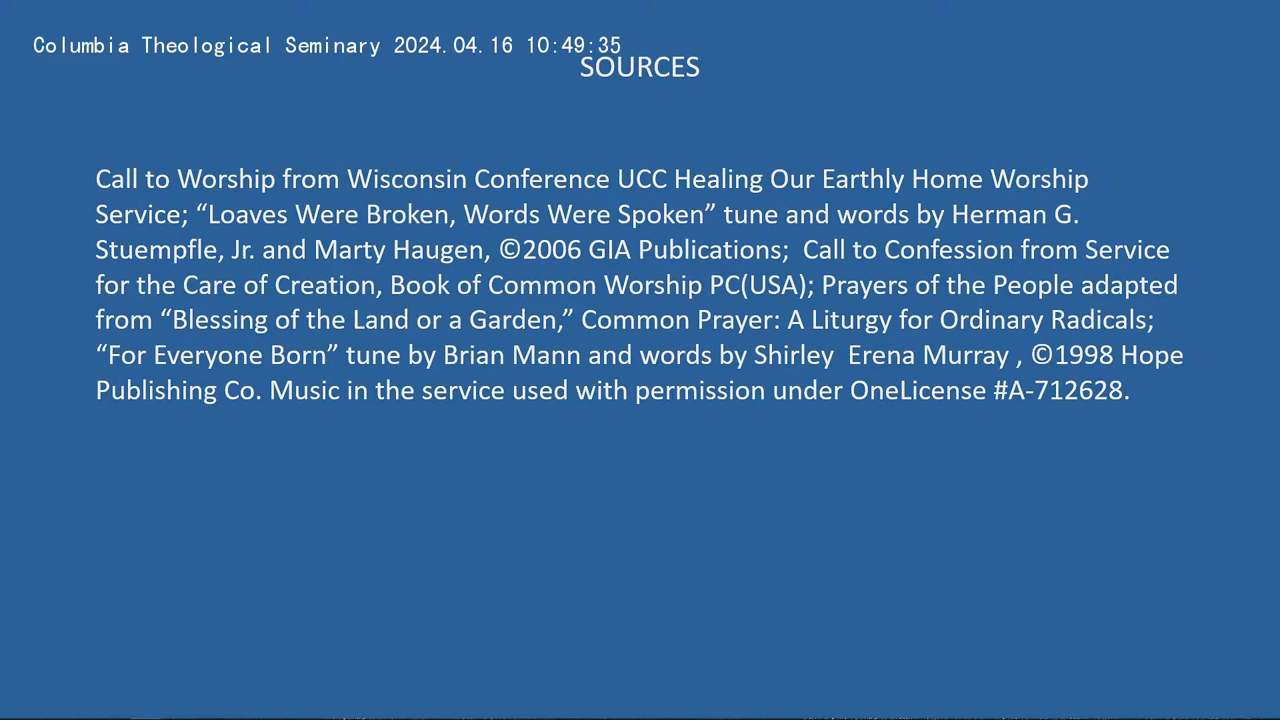 Columbia Theological Seminary 2024.04.16 10:49:35
SOURCES
Call to Worship from Wisconsin Conference UCC Healing Our Earthly Home Worship
Service; “Loaves Were Broken, Words Were Spoken” tune and words by Herman G.
Stuempfle, Jr. and Marty Haugen, ©2006 GIA Publications;  Call to Confession from Service
for the Care of Creation, Book of Common Worship PC(USA); Prayers of the People adapted
from “Blessing of the Land or a Garden,” Common Prayer: A Liturgy for Ordinary Radicals;
“For Everyone Born” tune by Brian Mann and words by Shirley  Erena Murray , ©1998 Hope
Publishing Co. Music in the service used with permission under OneLicense #A-712628.